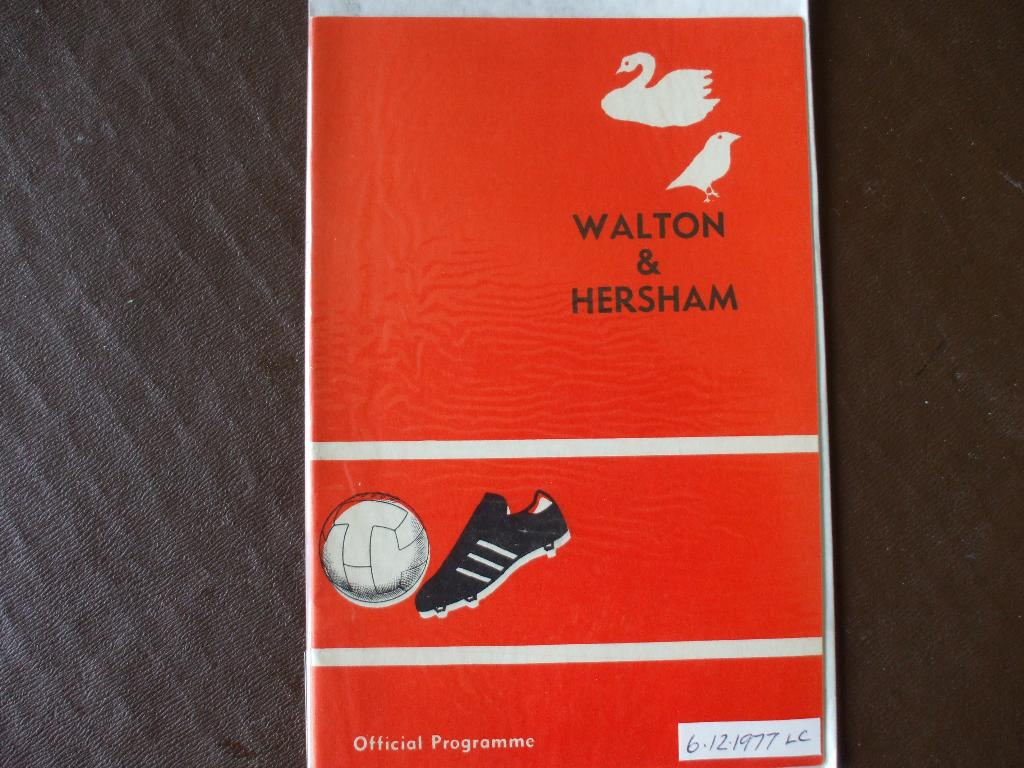 WALTON
&
HERSHAM
Official Programme
6.12.1977 LC